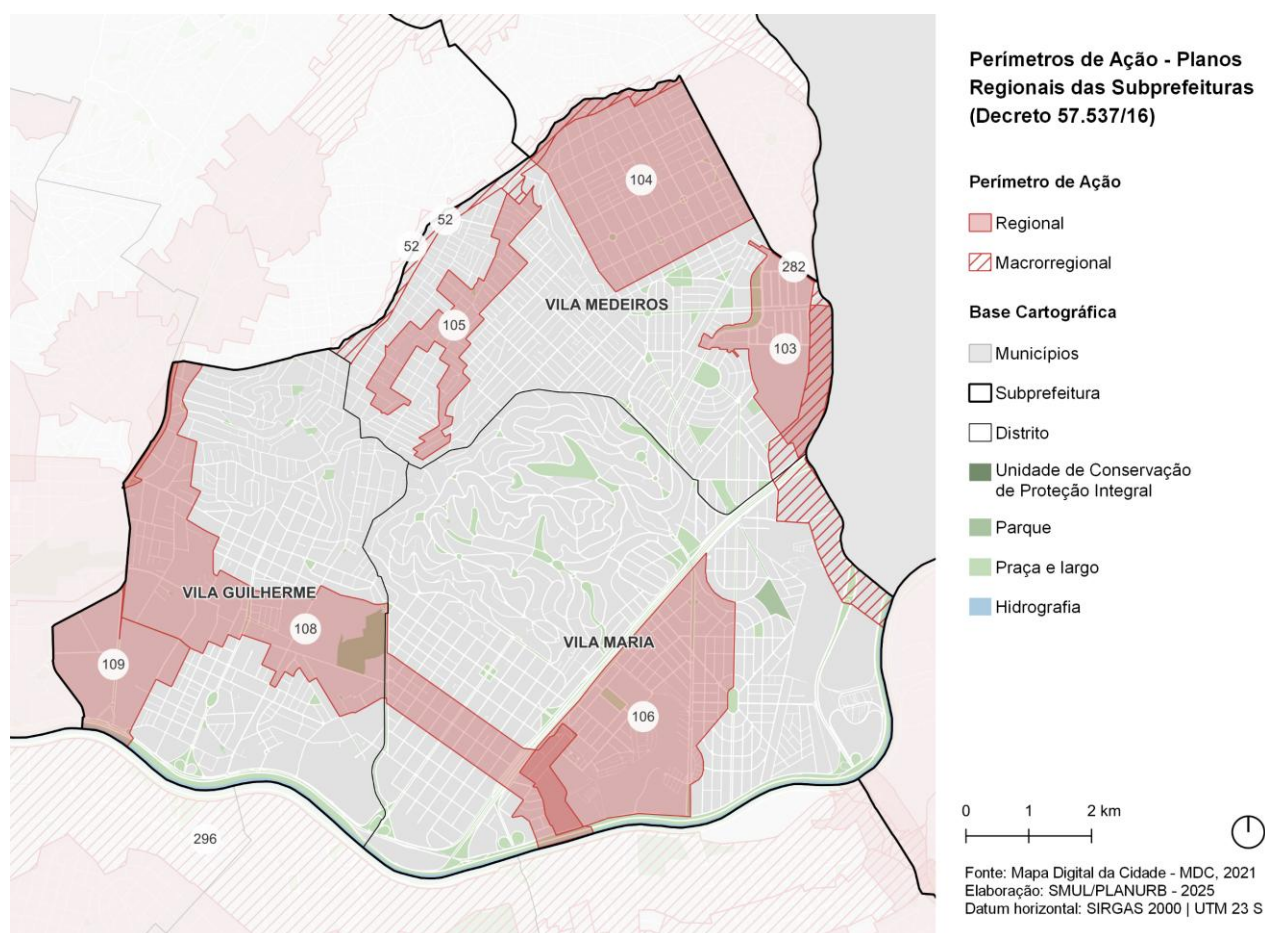 Perímetros de Ação - Planos
Regionais das Subprefeituras
(Decreto 57.537/16)
Perímetro de Ação
Regional
Macrorregional
Base Cartográfica
Municípios
Subprefeitura
Distrito
Unidade de Conservação
de Proteção Integral
Parque
Praça e largo
Hidrografia
104
52
52
282
VILA MEDEIROS
105
103
VILA GUILHERME
108
VILA MARIA
109
106
296
0 1 2 km
Fonte: Mapa Digital da Cidade - MDC, 2021
Elaboração: SMUL/PLANURB - 2025
Datum horizontal: SIRGAS 2000 | UTM 23 S